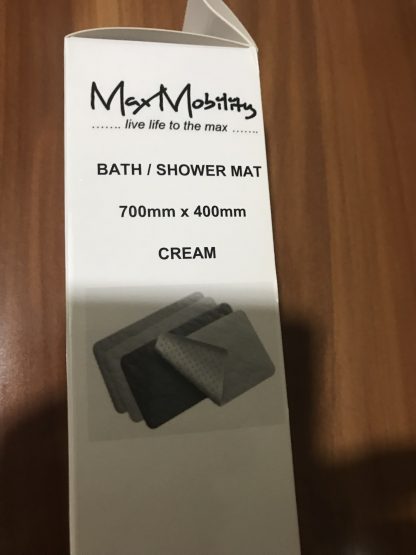 MaxMobility
....... live life to the max .......
BATH / SHOWER MAT
700mm x 400mm
CREAM